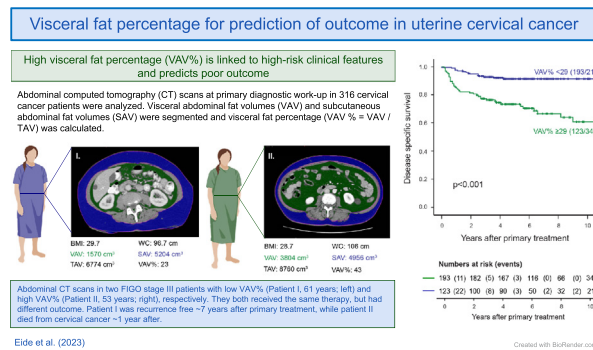 Visceral fat percentage for prediction of outcome in uterine cervical cancer
High visceral fat percentage (VAV%) is linked to high-risk clinical features
and predicts poor outcome
Abdominal computed tomography (CT) scans at primary diagnostic work-up in 316 cervical
cancer patients were analyzed. Visceral abdominal fat volumes (VAV) and subcutaneous
abdominal fat volumes (SAV) were segmented and visceral fat percentage (VAV % = VAV /
TAV) was calculated.
I.
BMI: 29.7 WC: 96.7 cm
VAV: 1570 cm³ SAV: 5204 cm³
TAV: 6774 cm³ VAV%: 23
II.
BMI: 28.7 WC: 106 cm
VAV: 3804 cm³ SAV: 4956 cm³
TAV: 8760 cm³ VAV%: 43
Abdominal CT scans in two FIGO stage III patients with low VAV% (Patient I, 61 years; left) and
high VAV% (Patient II, 53 years; right), respectively. They both received the same therapy, but had
different outcome. Patient I was recurrence free ~7 years after primary treatment, while patient II
died from cervical cancer ~1 year after.
Eide et al. (2023)
Disease specific survival
1.0
0.8
0.6
0.4
0.2
0.0
VAV% <29 (193/21
VAV% ≥29 (123/34
p<0.001
0 2 4 6 8 10
Years after primary treatment
Numbers at risk (events)
193 (11) 182 (5) 167 (3) 116 (0) 66 (0) 34
123 (22) 100 (8) 90 (3) 50 (2) 32 (2) 21
0 2 4 6 8 10
Years after primary treatment
Created with BioRender.co